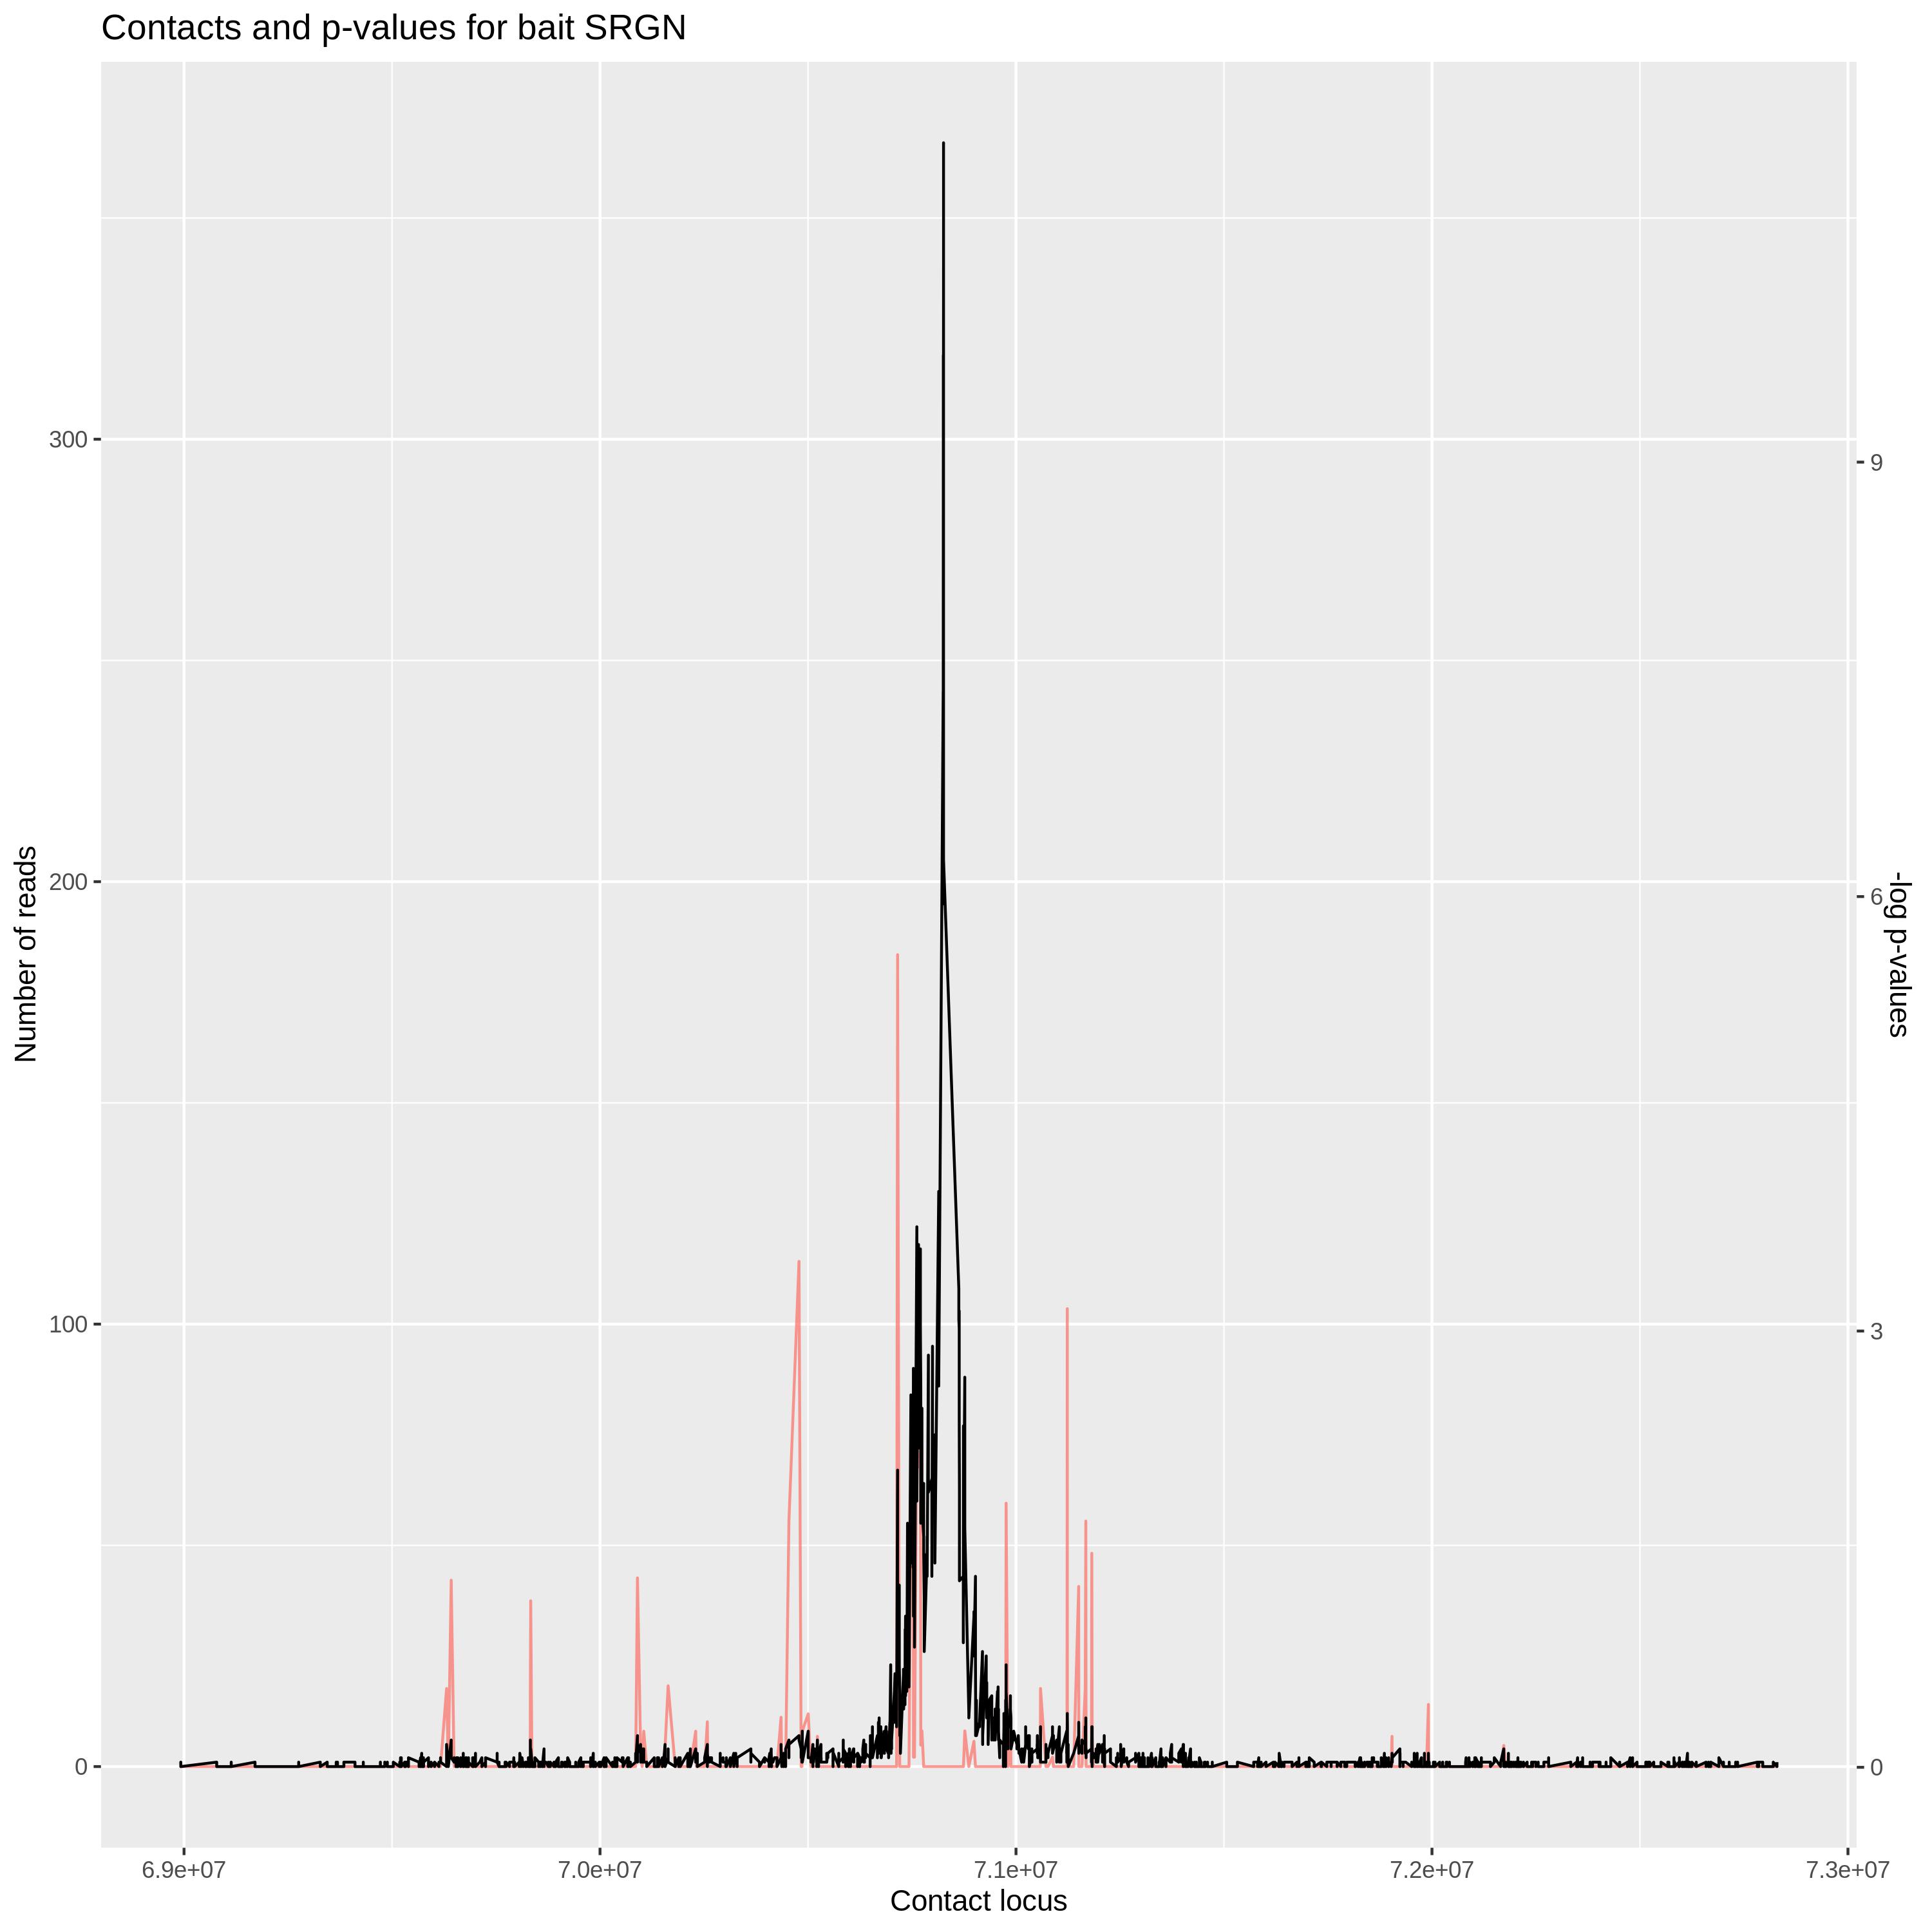 Contacts and p-values for bait SRGN
Number of reads
300
200
100
0
9
6
3
0
-log p-values
6.9e+07
7.0e+07
7.1e+07
7.2e+07
7.3e+07
Contact locus